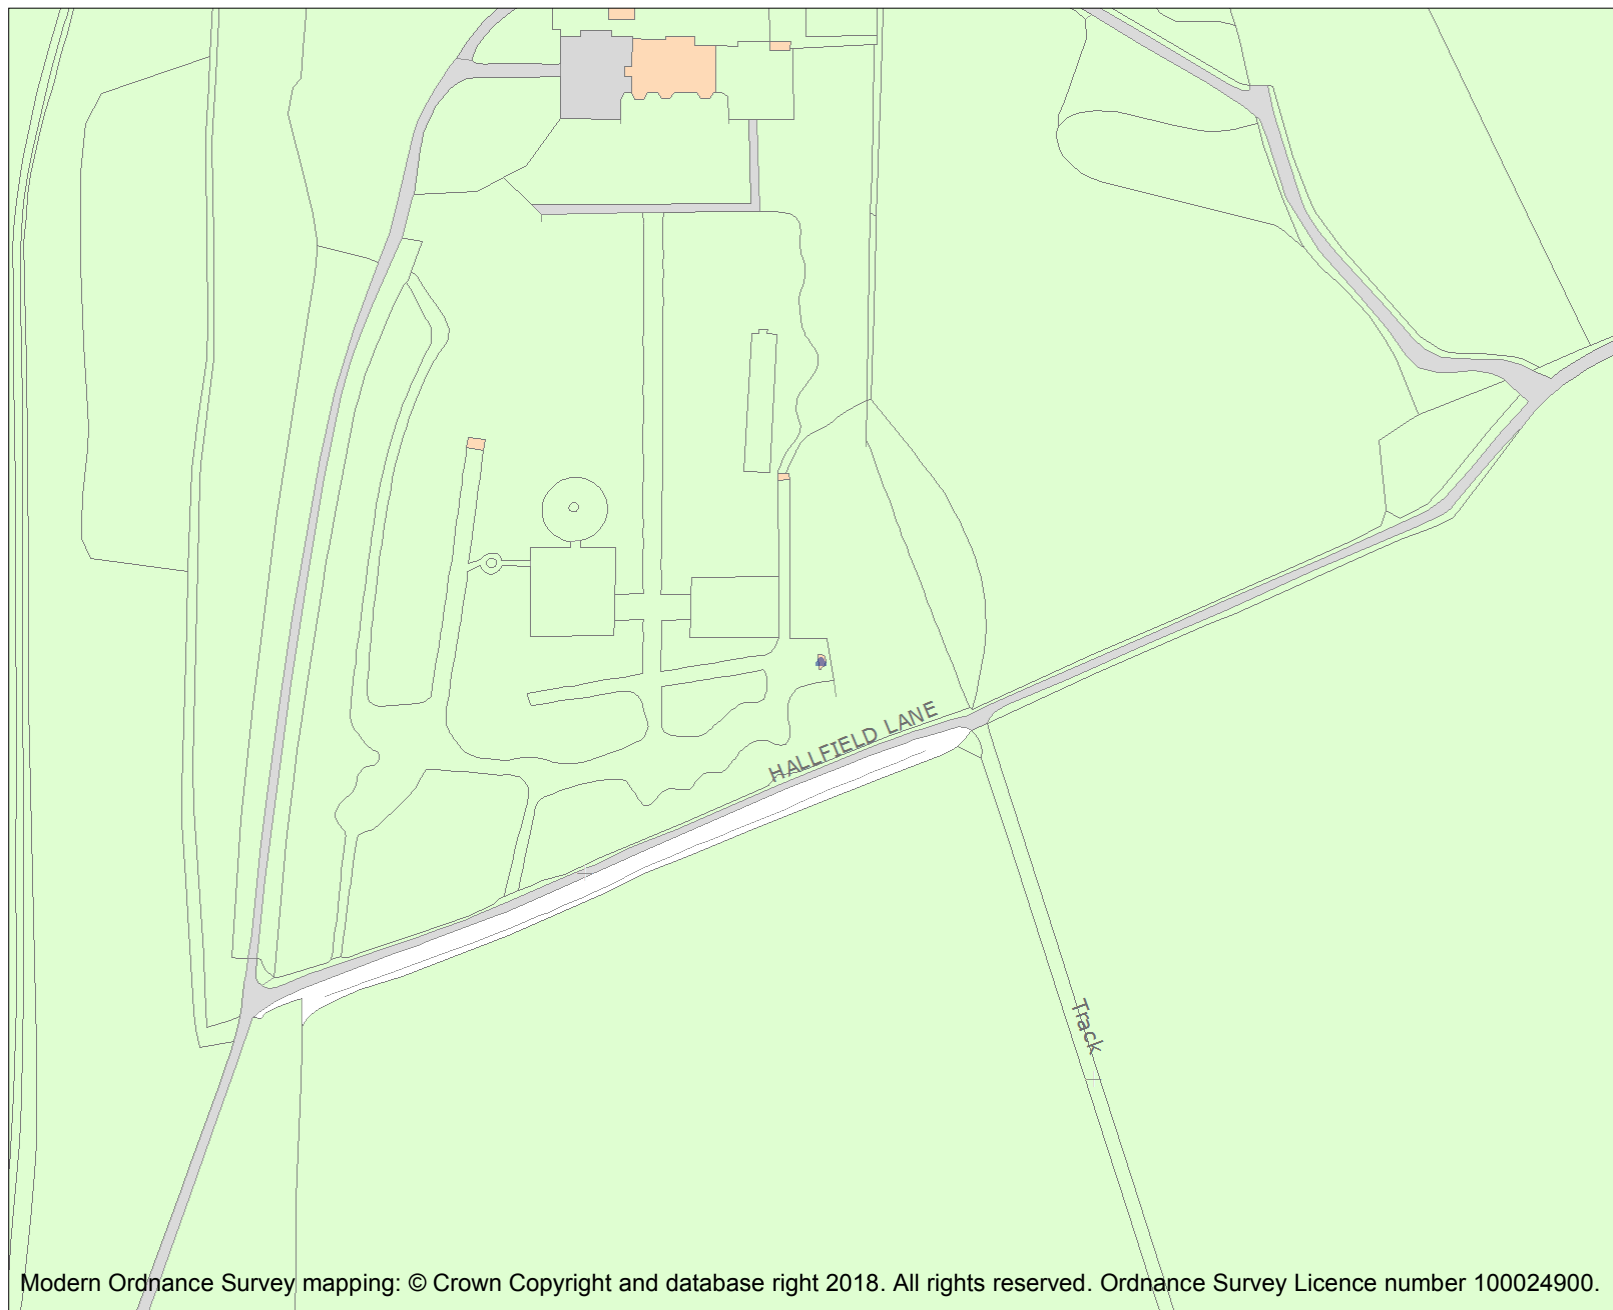 HALLFIELD LANE
Track
Modern Ordnance Survey mapping: © Crown Copyright and database right 2018. All rights reserved. Ordnance Survey Licence number 100024900.